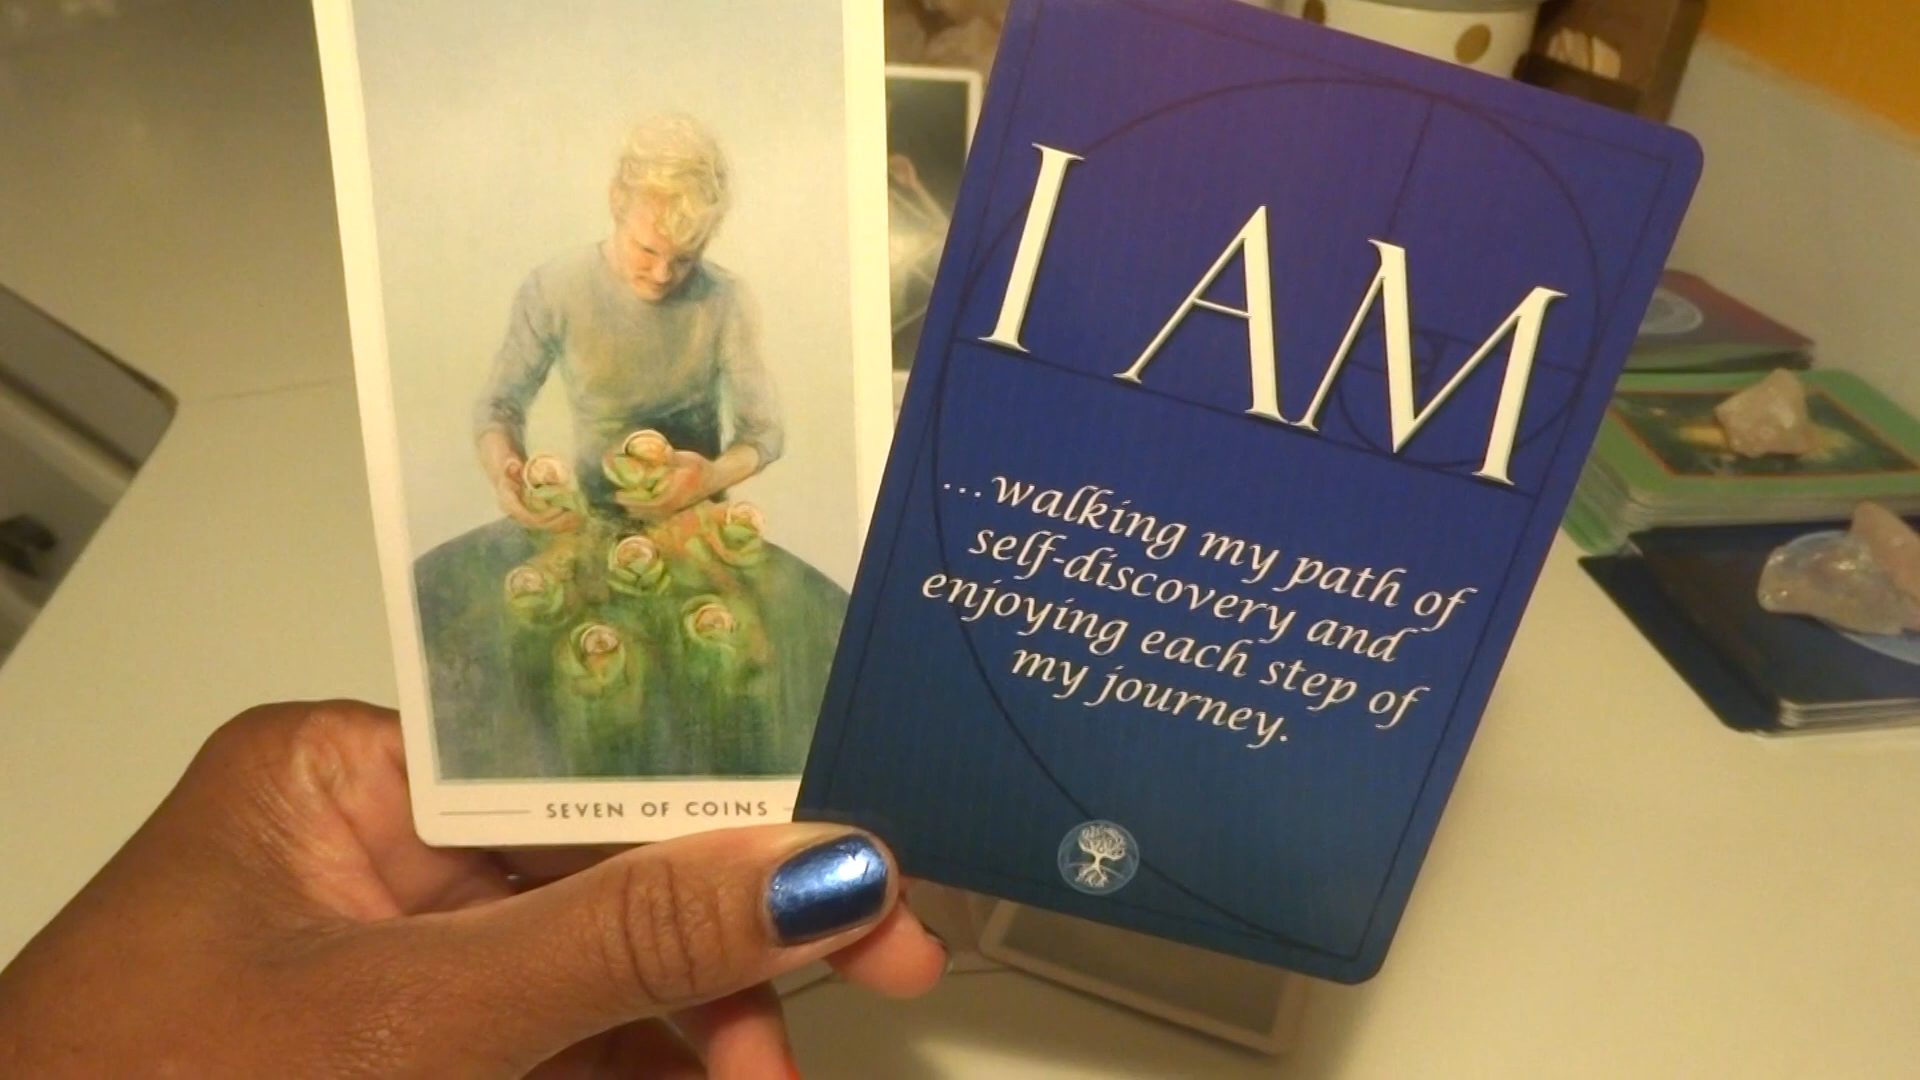 SEVEN OF COINS
I AM
...walking my path of
self-discovery and
enjoying each step of
my journey.